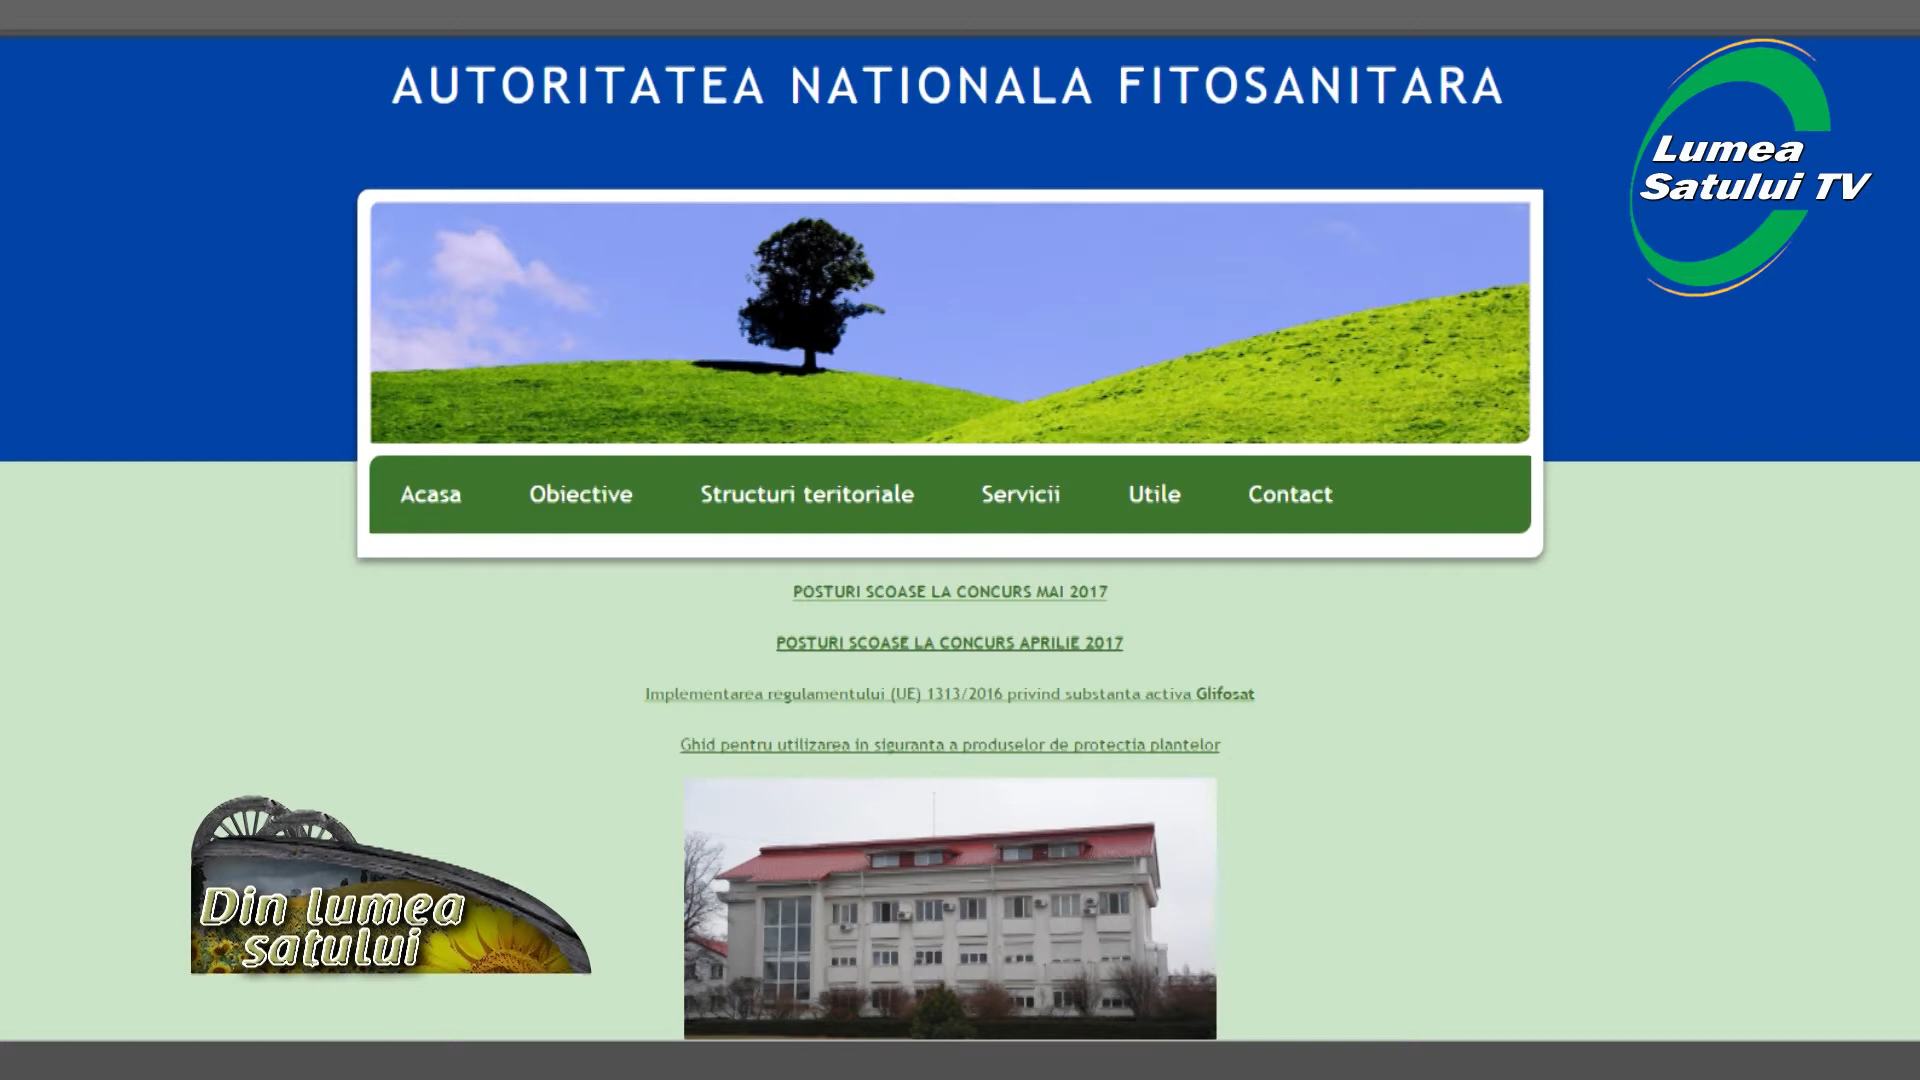 AUTORITATEA NATIONALA FITOSANITARA
Lumea
Satului TV
Acasa Obiective Structuri teritoriale Servicii Utile Contact
POSTURI SCOASE LA CONCURS MAI 2017
POSTURI SCOASE LA CONCURS APRILIE 2017
Implementarea regulamentului (UE) 1313/2016 privind substanta activa Glifosat
Ghid pentru utilizarea in siguranta a produselor de protectia plantelor
Din lumea
satului